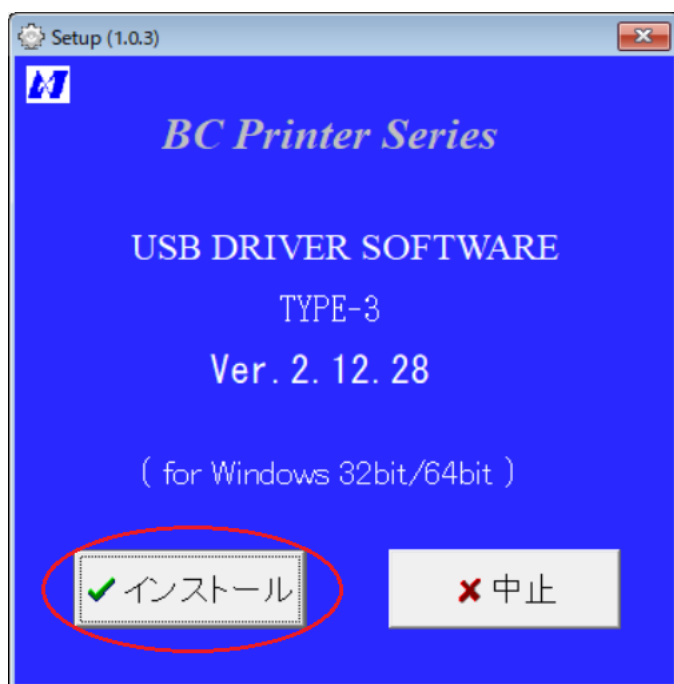 Setup (1.0.3)
BC Printer Series
USB DRIVER SOFTWARE
TYPE-3
Ver. 2. 12. 28
( for Windows 32bit/64bit )
インストール
中止